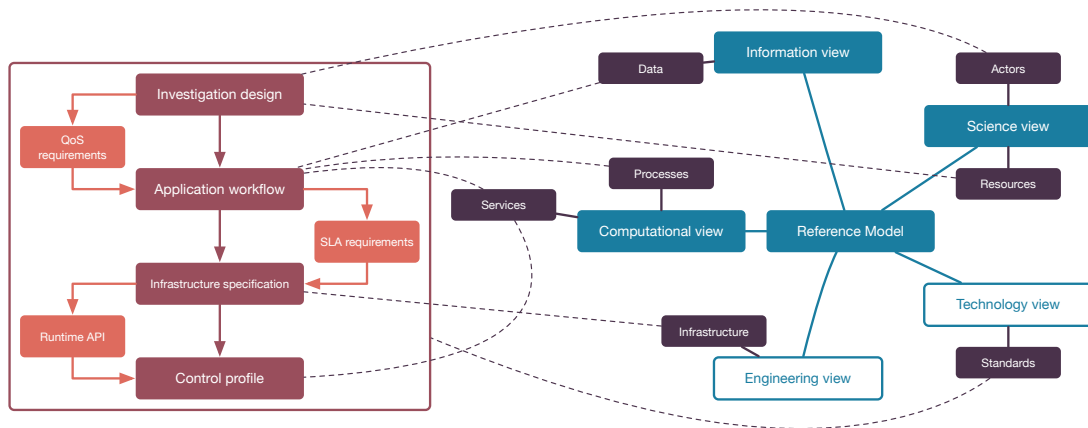 Investigation design
QoS
requirements
Application workflow
SLA requirements
Infrastructure specification
Runtime API
Control profile
Data
Information view
Actors
Science view
Resources
Processes
Services
Computational view
Reference Model
Technology view
Standards
Infrastructure
Engineering view